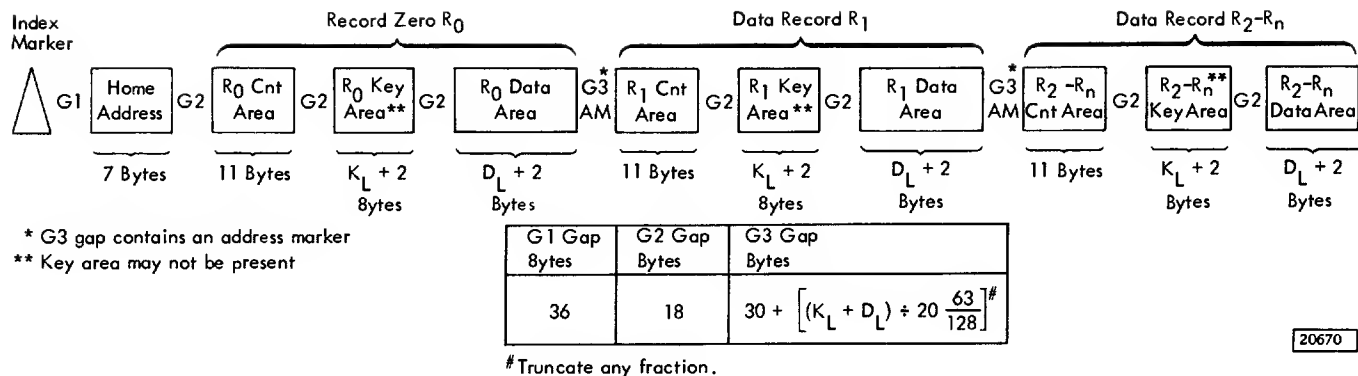 Index
Marker
Record Zero R0
Data Record R1
Data Record R2-Rn
G1
Home
Address
G2
R0 Cnt
Area
G2
R0 Key
Area**
G2
R0 Data
Area
*
G3
AM
R1 Cnt
Area
G2
R1 Key
Area**
G2
R1 Data
Area
*
G3
AM
R2 -Rn
Cnt Area
G2
R2-Rn**
Key Area
G2
R2-Rn
Data Area
7 Bytes
11 Bytes
KL + 2
8ytes
DL + 2
Bytes
11 Bytes
KL + 2
8ytes
DL + 2
Bytes
11 Bytes
KL + 2
Bytes
DL + 2
Bytes
* G3 gap contains an address marker
** Key area may not be present
G1 Gap
8ytes
G2 Gap
Bytes
G3 Gap
Bytes
36
18
30 + [(KL + DL) ÷ 20 63/128]#
# Truncate any fraction.
20670